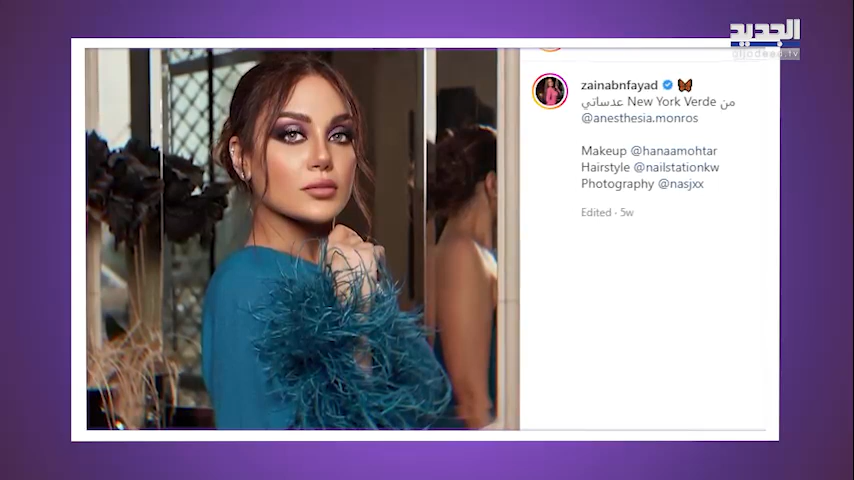 الجديد
aljadeed.tv
zainabnfayad
عدساتي New York Verde من
@anesthesia.monros
Makeup @hanaamohtar
Hairstyle @nailstationkw
Photography @nasjxx
Edited · 5w